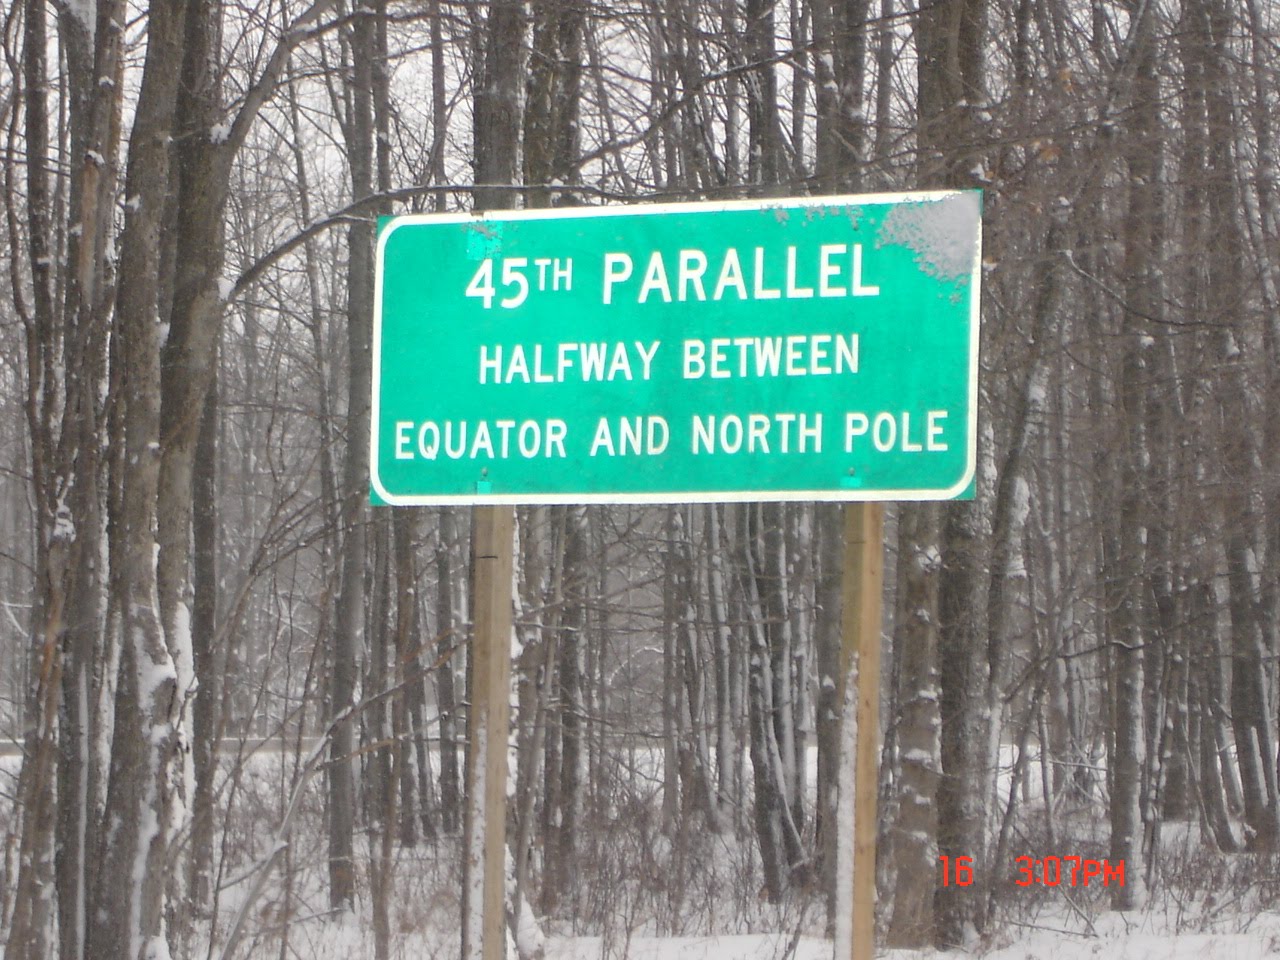 45TH PARALLEL
HALFWAY BETWEEN
EQUATOR AND NORTH POLE
16 3:07PM